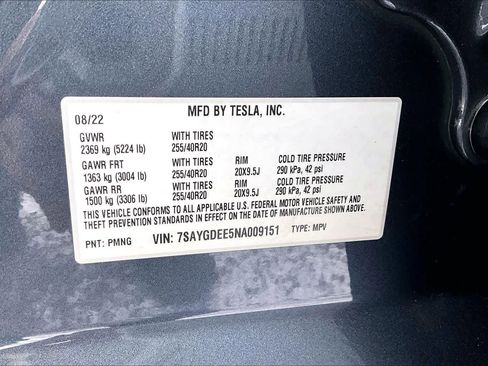 08/22 MFD BY TESLA, INC.
GVWR WITH TIRES
2369 kg (5224 lb) 255/40R20
GAWR FRT WITH TIRES RIM COLD TIRE PRESSURE
1363 kg (3004 lb) 255/40R20 20X9.5J 290 kPa, 42 psi
GAWR RR WITH TIRES RIM COLD TIRE PRESSURE
1500 kg (3306 lb) 255/40R20 20X9.5J 290 kPa, 42 psi
THIS VEHICLE CONFORMS TO ALL APPLICABLE U.S. FEDERAL MOTOR VEHICLE SAFETY AND
THEFT PREVENTION STANDARDS IN EFFECT ON THE DATE OF MANUFACTURE SHOWN ABOVE.
PNT: PMNG VIN: 7SAYGDEE5NA009151 TYPE: MPV